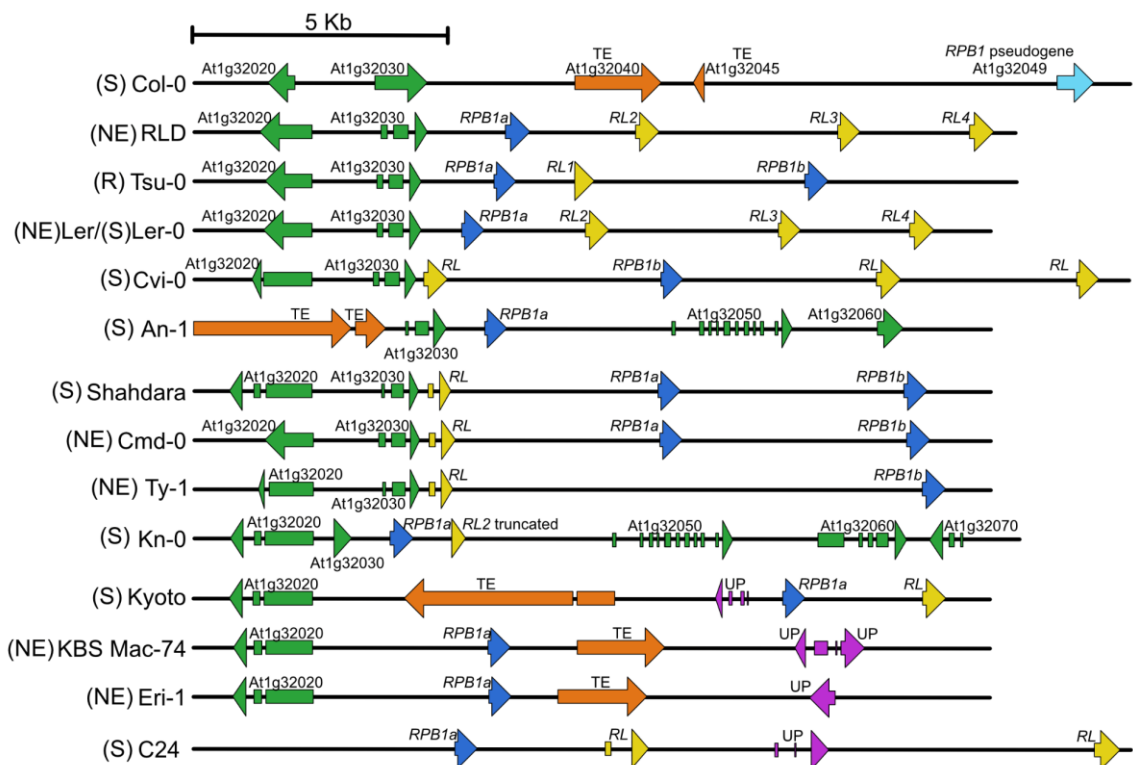 5 Kb
TE TE RPB1 pseudogene
At1g32020 At1g32030 At1g32040 At1g32045 At1g32049
(S) Col-0
At1g32020 At1g32030 RPB1a RL2 RL3 RL4
(NE) RLD
At1g32020 At1g32030 RPB1a RL1 RPB1b
(R) Tsu-0
At1g32020 At1g32030 RPB1a RL2 RL3 RL4
(NE)Ler/(S)Ler-0
At1g32020 At1g32030 RL RPB1b RL RL
(S) Cvi-0
TE TE RPB1a At1g32050 At1g32060
(S) An-1
At1g32030
At1g32020 At1g32030 RL RPB1a RPB1b
(S) Shahdara
At1g32020 At1g32030 RL RPB1a RPB1b
(NE) Cmd-0
At1g32020 RL RPB1b
(NE) Ty-1
At1g32030
At1g32020 RPB1a RL2 truncated At1g32050 At1g32060 At1g32070
(S) Kn-0
At1g32030
At1g32020 TE UP RPB1a RL
(S) Kyoto
At1g32020 RPB1a TE UP UP
(NE) KBS Mac-74
At1g32020 RPB1a TE UP
(NE) Eri-1
RPB1a RL UP RL
(S) C24